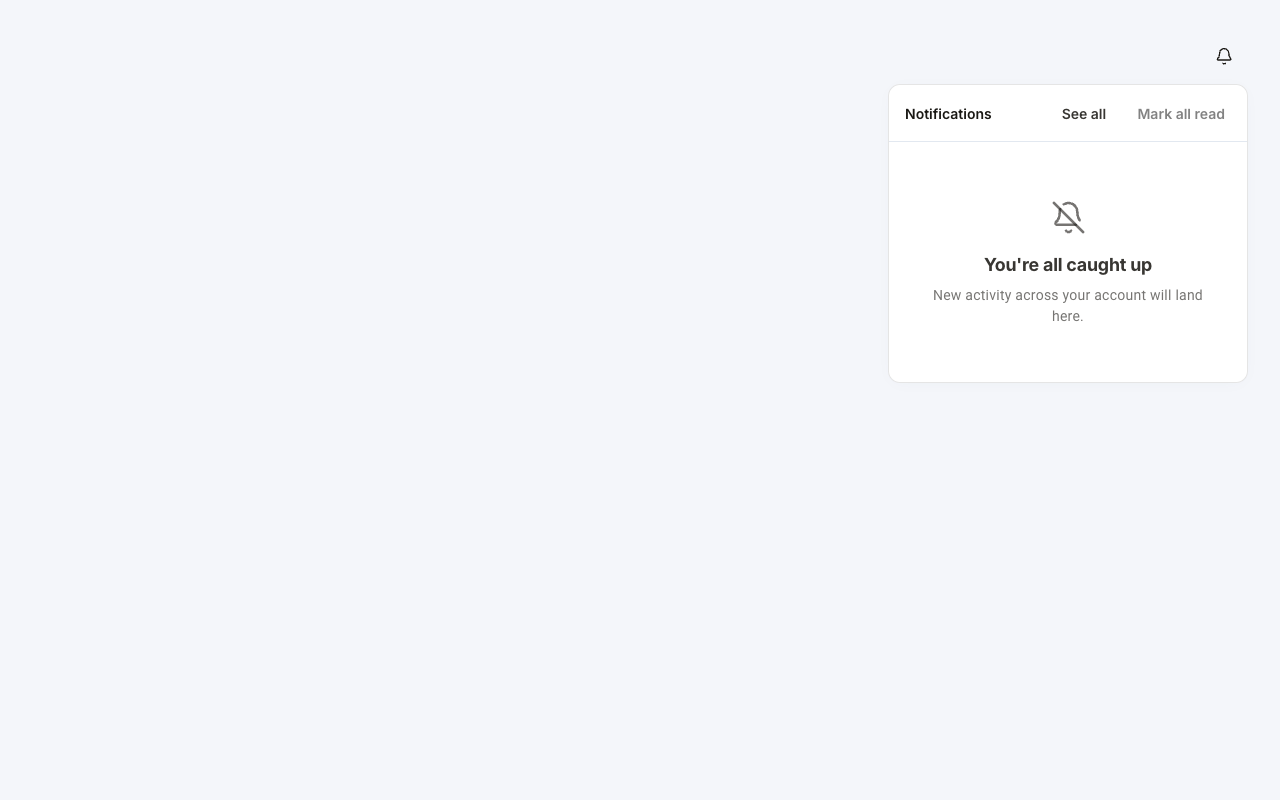 Notifications
See all
Mark all read
You're all caught up
New activity across your account will land
here.